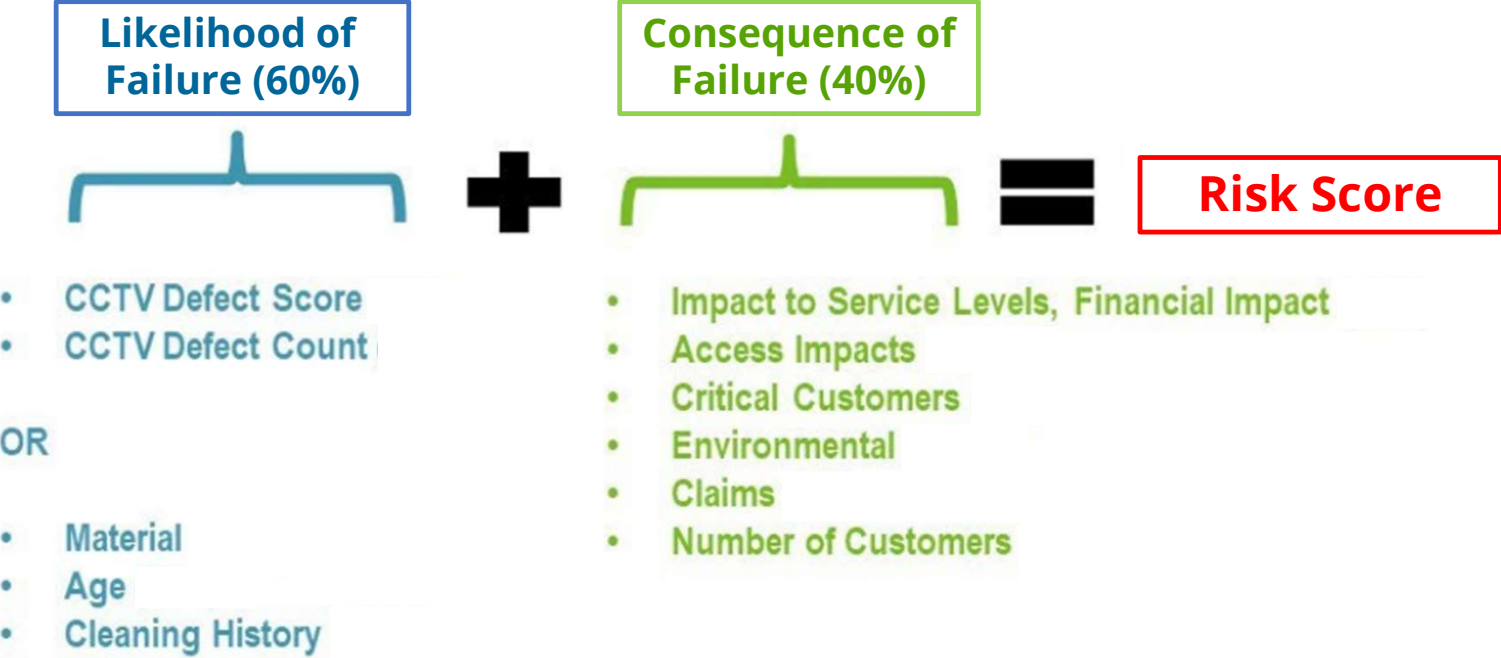 Likelihood of
Failure (60%)
Consequence of
Failure (40%)
Risk Score
• CCTV Defect Score
• CCTV Defect Count
OR
• Material
• Age
• Cleaning History
• Impact to Service Levels, Financial Impact
• Access Impacts
• Critical Customers
• Environmental
• Claims
• Number of Customers